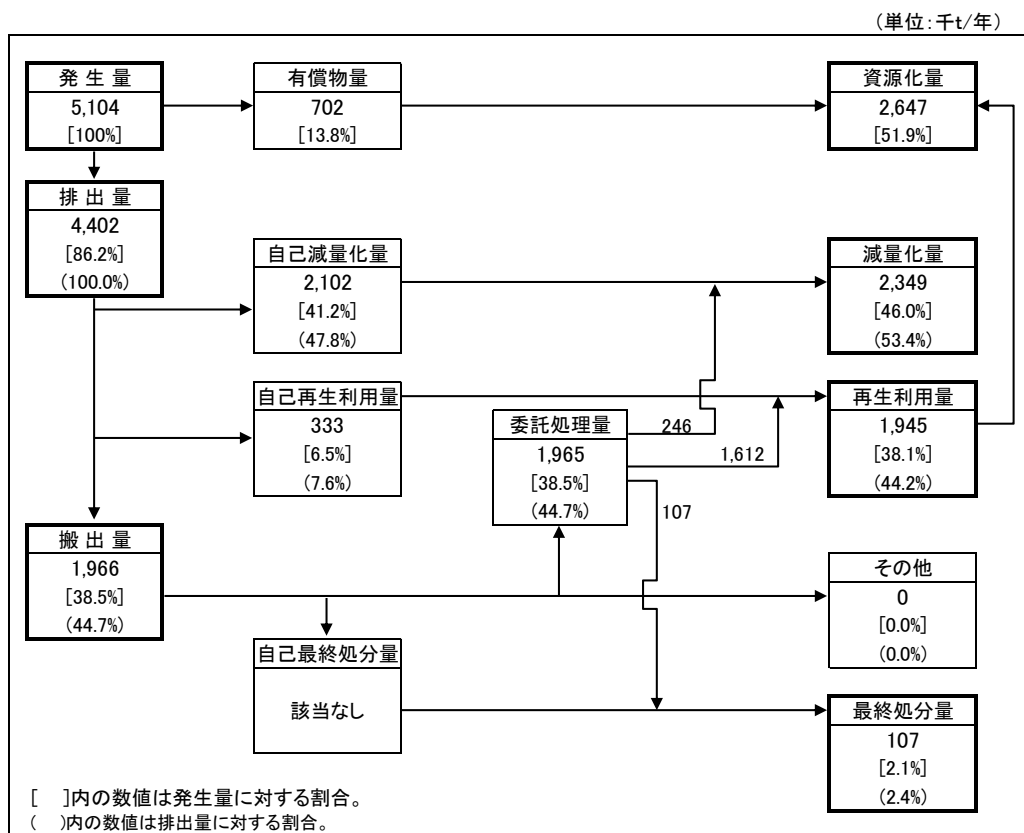 （単位：千t/年）
発 生 量
5,104
[100%]
有償物量
702
[13.8%]
資源化量
2,647
[51.9%]
排 出 量
4,402
[86.2%]
(100.0%)
自己減量化量
2,102
[41.2%]
(47.8%)
減量化量
2,349
[46.0%]
(53.4%)
自己再生利用量
333
[6.5%]
(7.6%)
委託処理量
1,965
[38.5%]
(44.7%)
246
1,612
107
再生利用量
1,945
[38.1%]
(44.2%)
搬 出 量
1,966
[38.5%]
(44.7%)
その他
0
[0.0%]
(0.0%)
自己最終処分量
該当なし
最終処分量
107
[2.1%]
(2.4%)
[　]内の数値は発生量に対する割合。
(　)内の数値は排出量に対する割合。